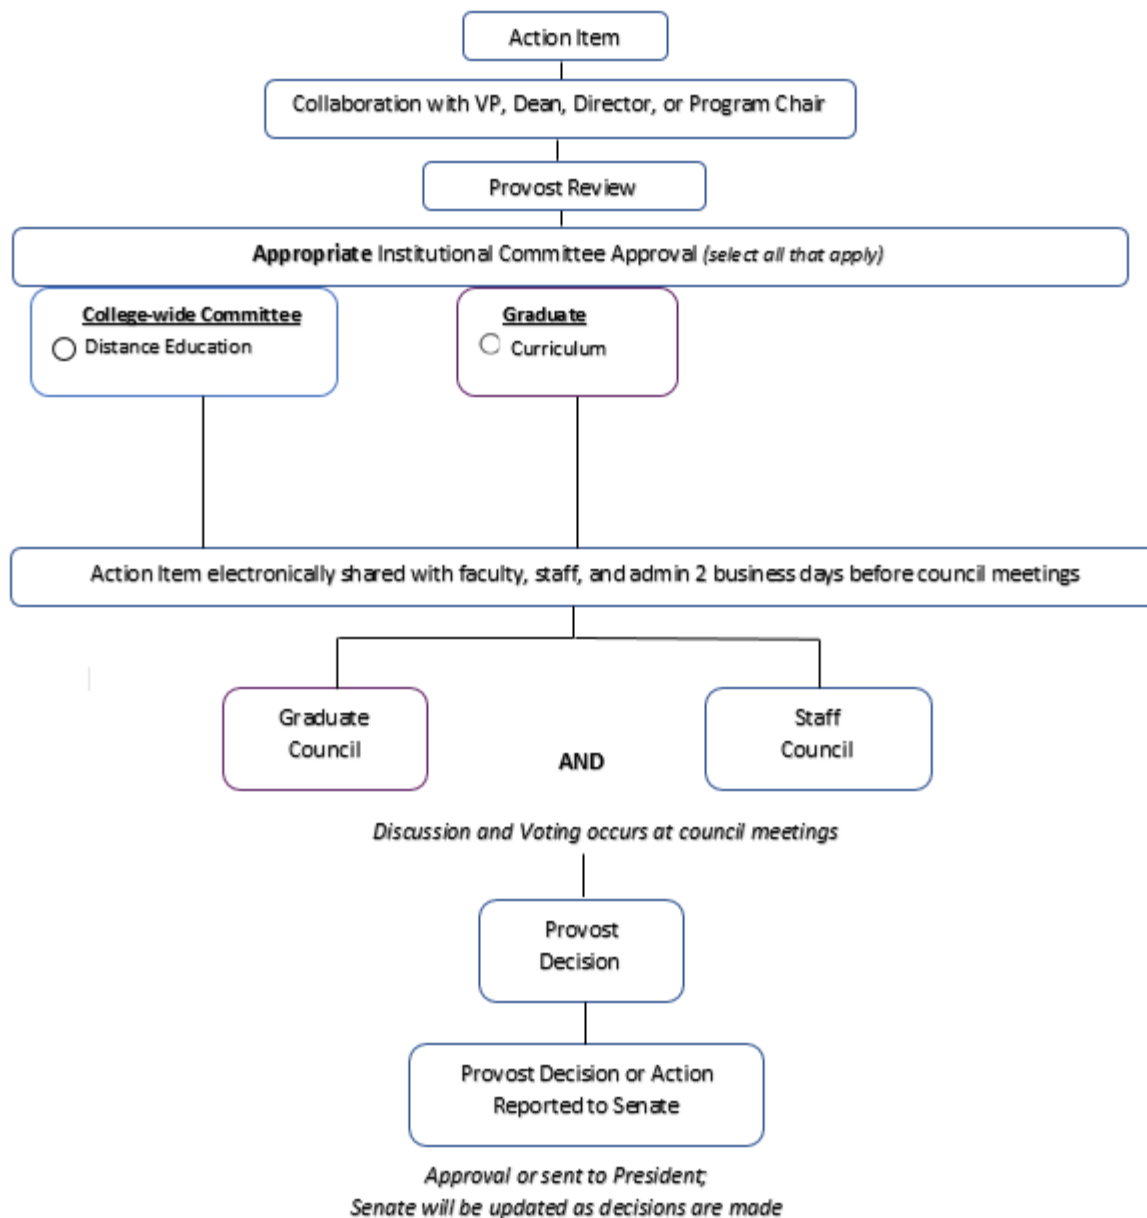 Action Item
Collaboration with VP, Dean, Director, or Program Chair
Provost Review
Appropriate Institutional Committee Approval (select all that apply)
College-wide Committee
Distance Education
Graduate
Curriculum
Action Item electronically shared with faculty, staff, and admin 2 business days before council meetings
Graduate
Council
AND
Staff
Council
Discussion and Voting occurs at council meetings
Provost
Decision
Provost Decision or Action
Reported to Senate
Approval or sent to President;
Senate will be updated as decisions are made